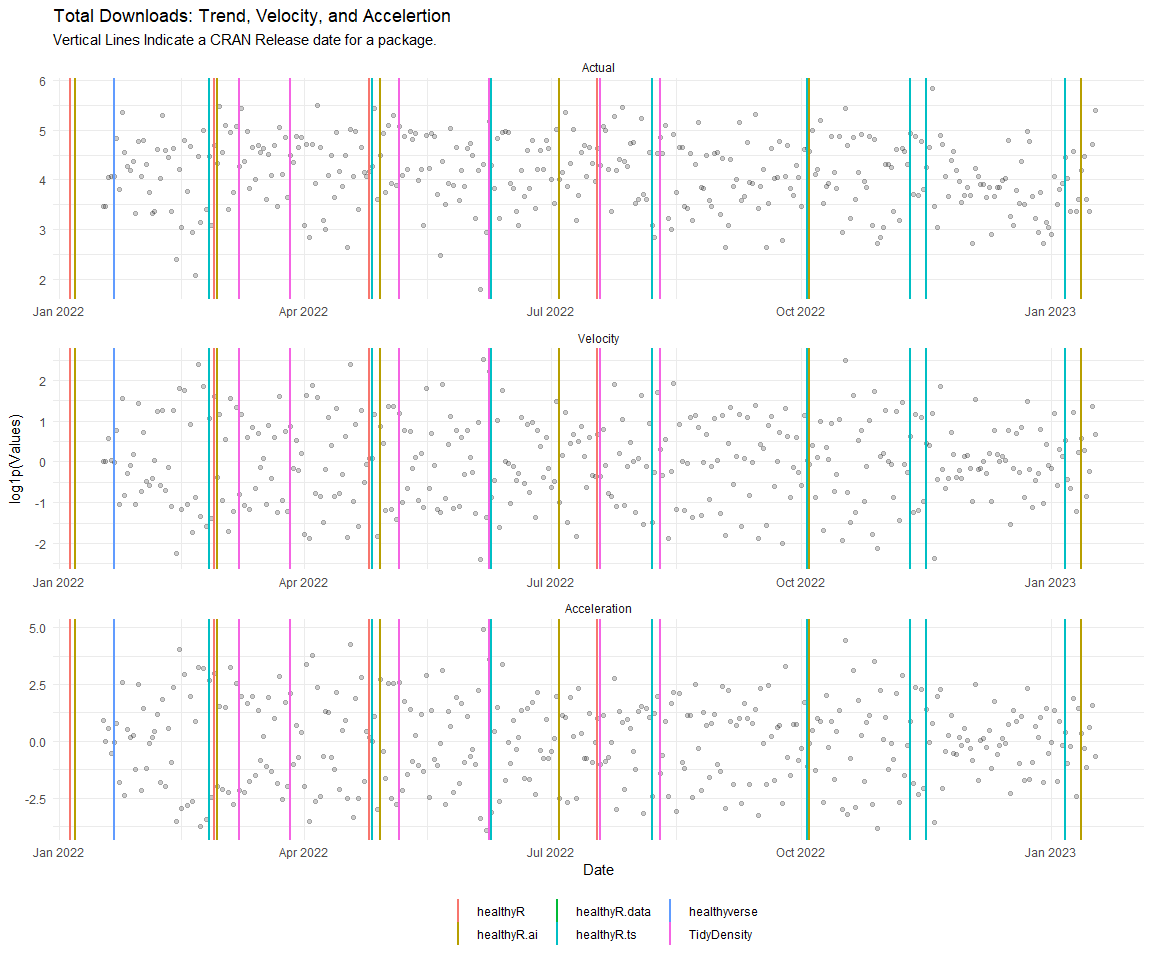 Total Downloads: Trend, Velocity, and Accelertion
Vertical Lines Indicate a CRAN Release date for a package.
Actual
6
5
4
3
2
Jan 2022 Apr 2022 Jul 2022 Oct 2022 Jan 2023
Velocity
2
1
0
-1
-2
Jan 2022 Apr 2022 Jul 2022 Oct 2022 Jan 2023
log1p(Values)
Acceleration
5.0
2.5
0.0
-2.5
Jan 2022 Apr 2022 Jul 2022 Oct 2022 Jan 2023
Date
healthyR healthyR.data healthyverse
healthyR.ai healthyR.ts TidyDensity